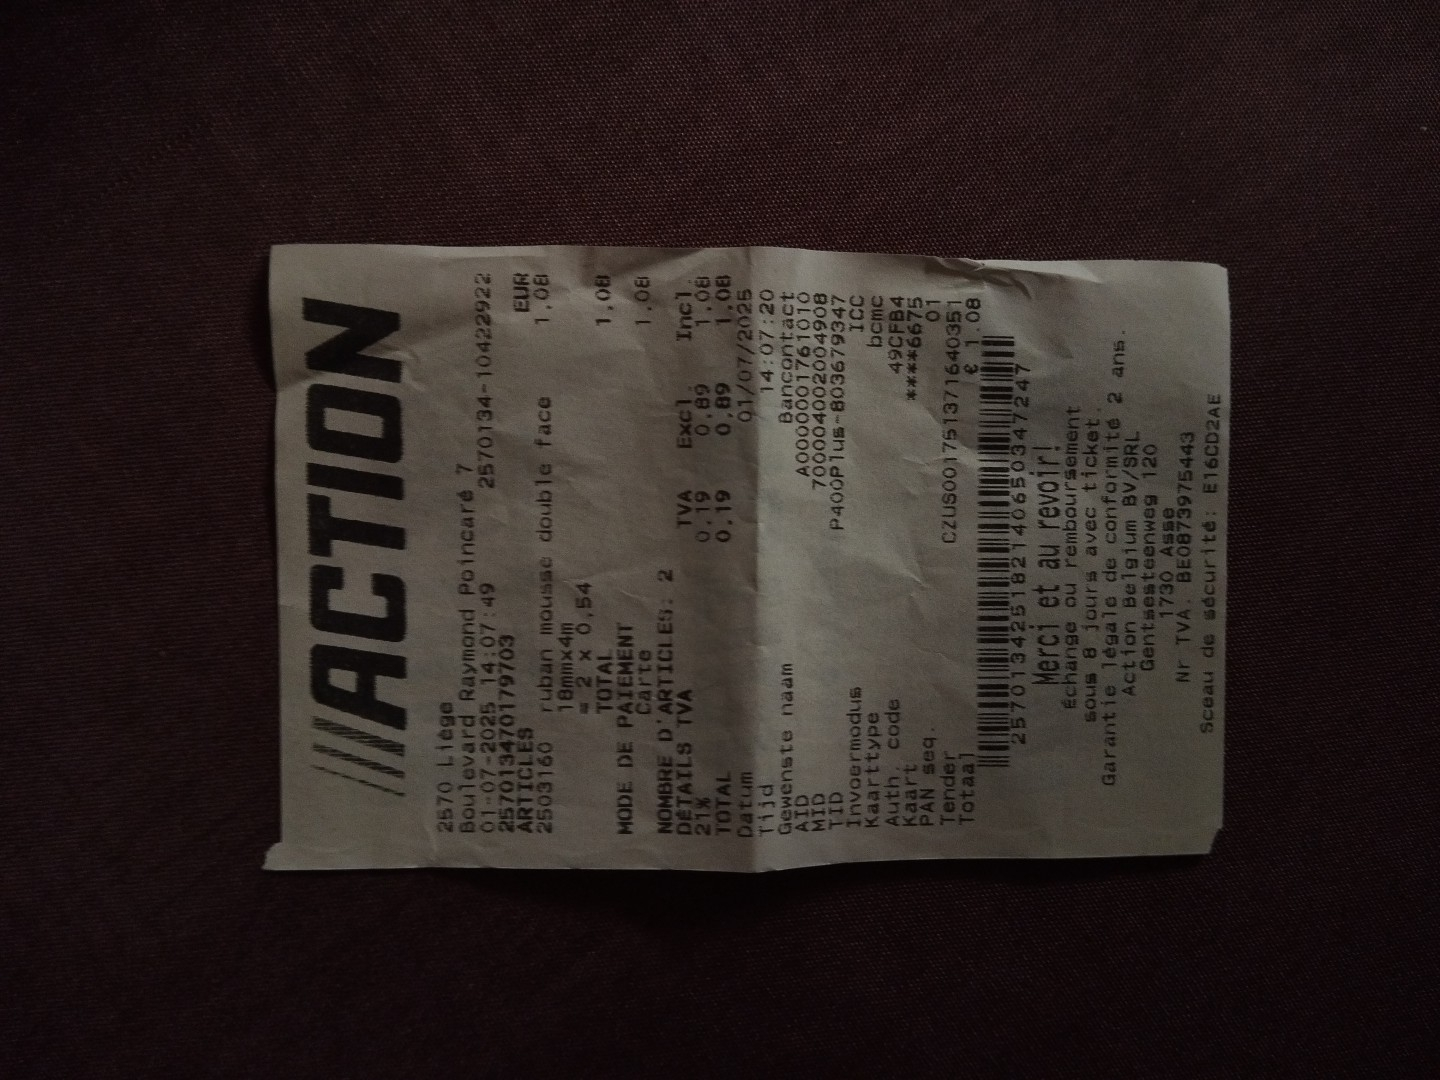 ACTION
2570 Liège
Boulevard Raymond Poincaré 7
01-07-2025 14:07:49 2570134-10422922
257013470179703
ARTICLES EUR
2503160 ruban mousse double face 1,08
18mmx4m
= 2 x 0,54
TOTAL 1,08
MODE DE PAIEMENT
Carte 1,08
NOMBRE D'ARTICLES: 2
DÉTAILS TVA TVA Excl. Incl.
21% 0,19 0,89 1,08
TOTAL 0,19 0,89 1,08
Datum 01/07/2025
Tijd 14:07:20
Gewenste naam Bancontact
AID A0000001761010
MID 7000040020049​08
TID P400Plus-803679347
Invoermodus ICC
Kaarttype bcmc
Auth. code 49CFB4
Kaart ****6675
PAN seq. 01
Tender CZUS001751371640351
Totaal € 1.08
2570134251821406503472​47
Merci et au revoir!
Échange ou remboursement
sous 8 jours avec ticket.
Garantie légale de conformité 2 ans.
Action Belgium BV/SRL
Gentsesteenweg 120
1730 Asse
Nr TVA. BE0873975443
Sceau de sécurité: E16CD2AE